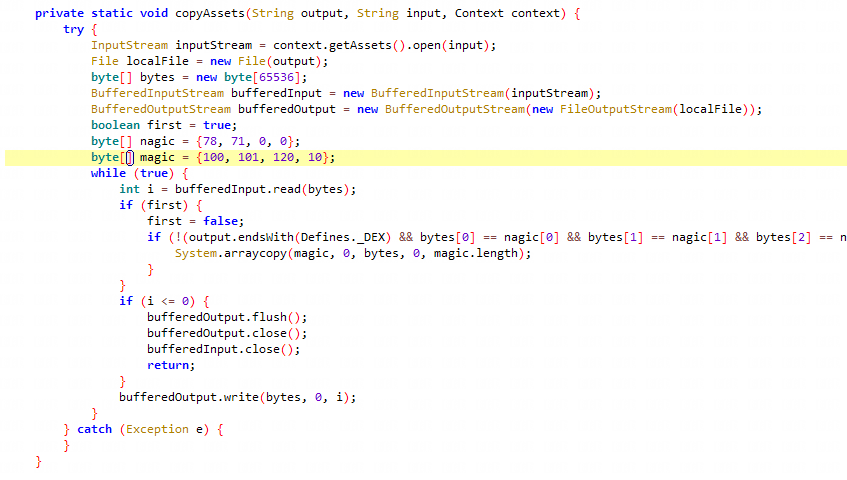 private static void copyAssets(String output, String input, Context context) {
try {
InputStream inputStream = context.getAssets().open(input);
File localFile = new File(output);
byte[] bytes = new byte[65536];
BufferedInputStream bufferedInput = new BufferedInputStream(inputStream);
BufferedOutputStream bufferedOutput = new BufferedOutputStream(new FileOutputStream(localFile));
boolean first = true;
byte[] nagic = {78, 71, 0, 0};
byte[] magic = {100, 101, 120, 10};
while (true) {
int i = bufferedInput.read(bytes);
if (first) {
first = false;
if (!(output.endsWith(Defines._DEX) && bytes[0] == nagic[0] && bytes[1] == nagic[1] && bytes[2] == n
System.arraycopy(magic, 0, bytes, 0, magic.length);
}
}
if (i <= 0) {
bufferedOutput.flush();
bufferedOutput.close();
bufferedInput.close();
return;
}
bufferedOutput.write(bytes, 0, i);
}
} catch (Exception e) {
}
}